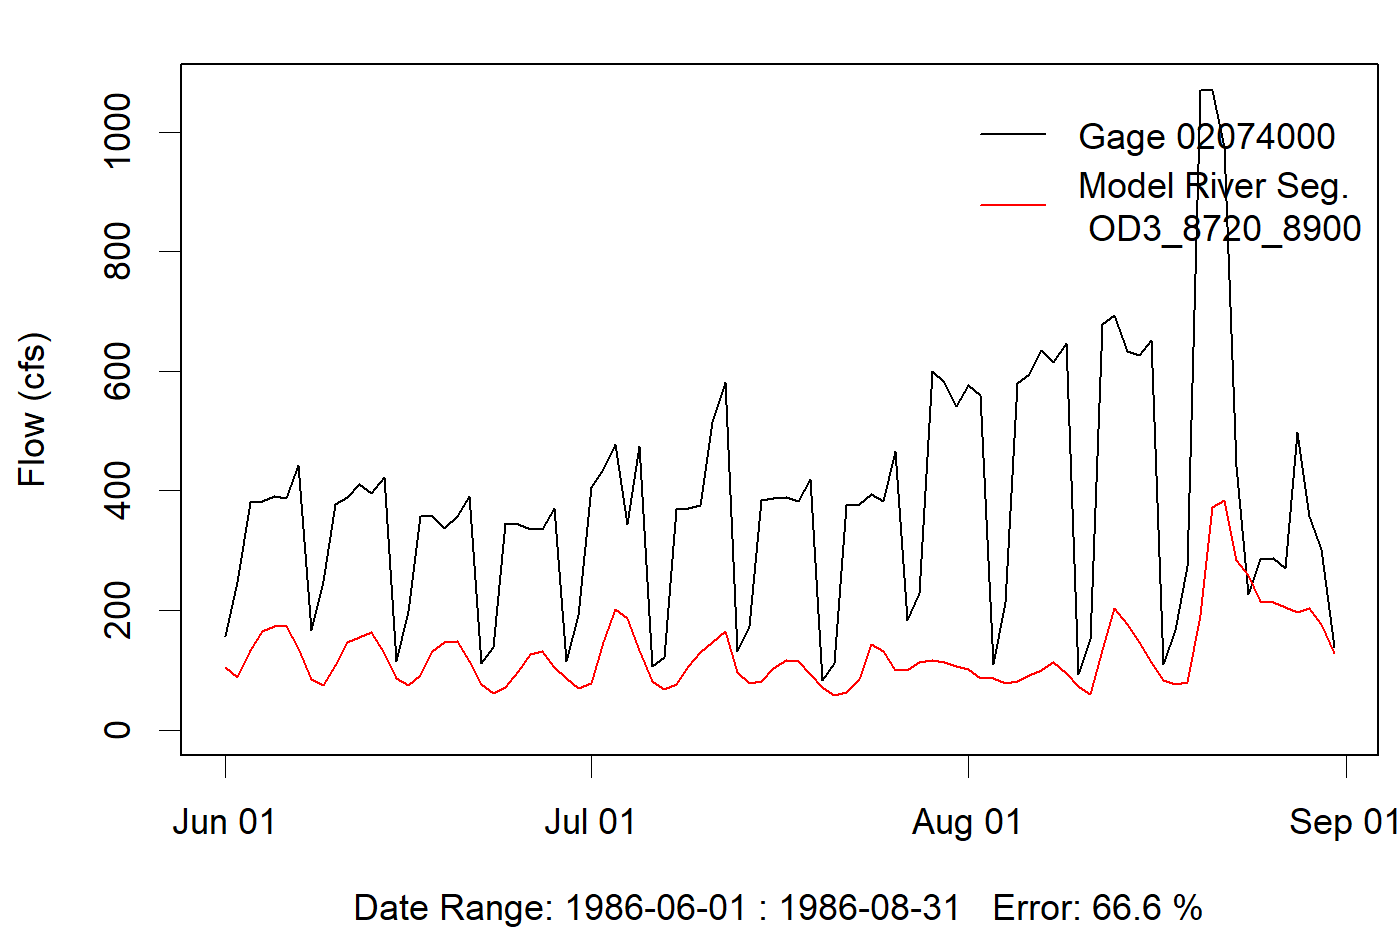 Flow (cfs)
1000
800
600
400
200
0
Gage 02074000
Model River Seg.
OD3_8720_8900
Jun 01 Jul 01 Aug 01 Sep 01
Date Range: 1986-06-01 : 1986-08-31 Error: 66.6 %